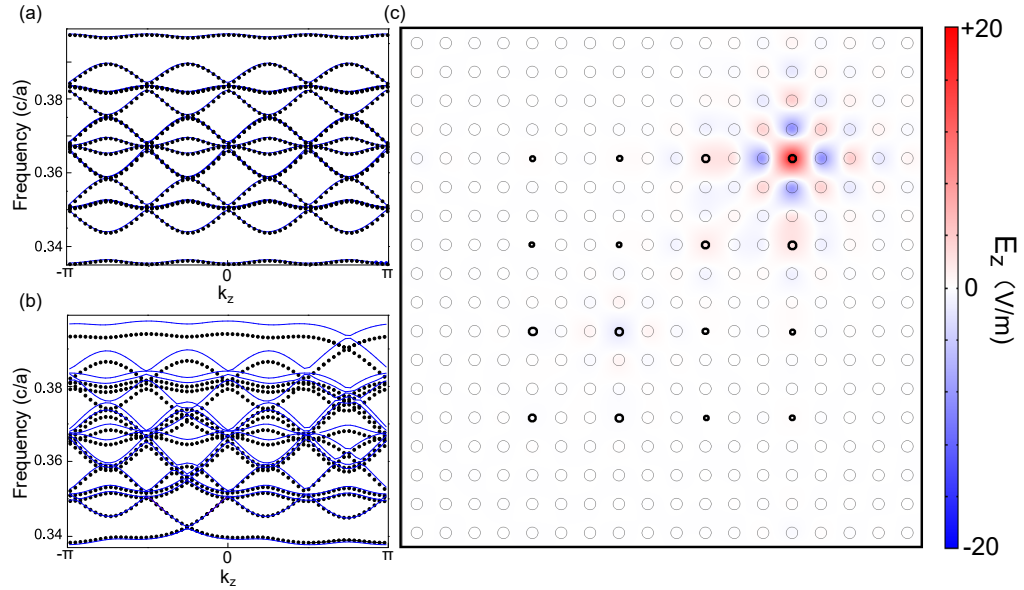 (a)
Frequency (c/a)
0.38
0.36
0.34
-π
0
π
k_z
(b)
Frequency (c/a)
0.38
0.36
0.34
-π
0
π
k_z
(c)
+20
0
-20
E_z (V/m)